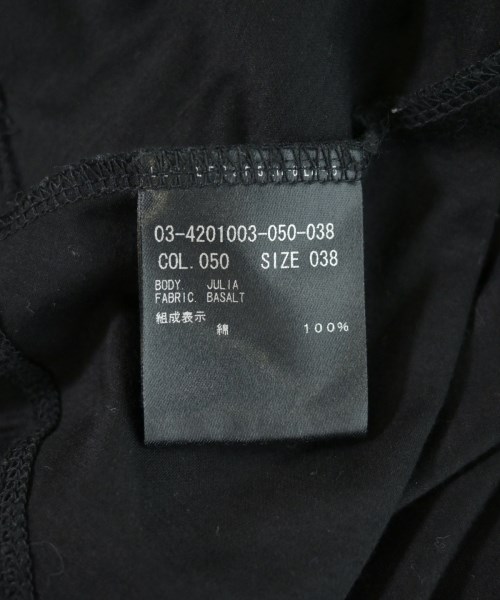 03-4201003-050-038
COL. 050 SIZE 038
BODY. JULIA
FABRIC. BASALT
組成表示
綿 100%